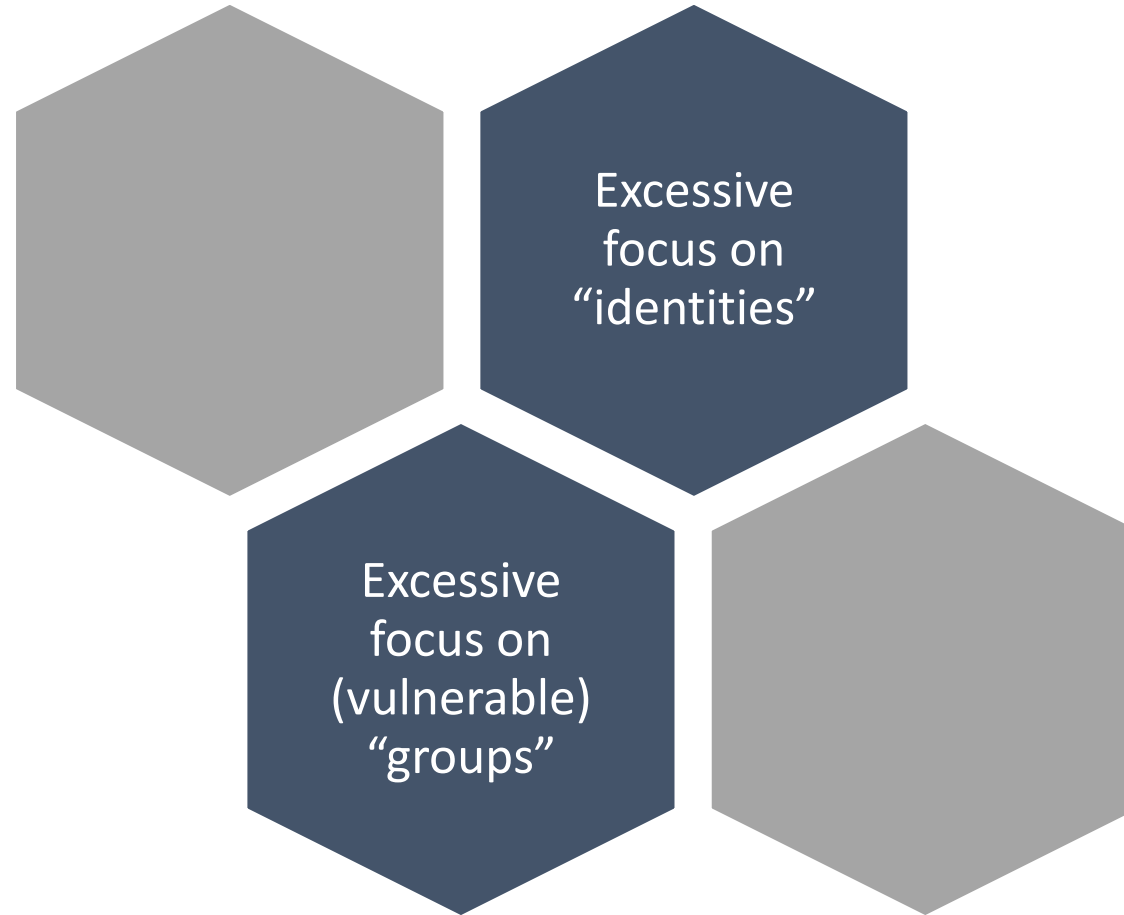 Excessive
focus on
“identities”
Excessive
focus on
(vulnerable)
“groups”